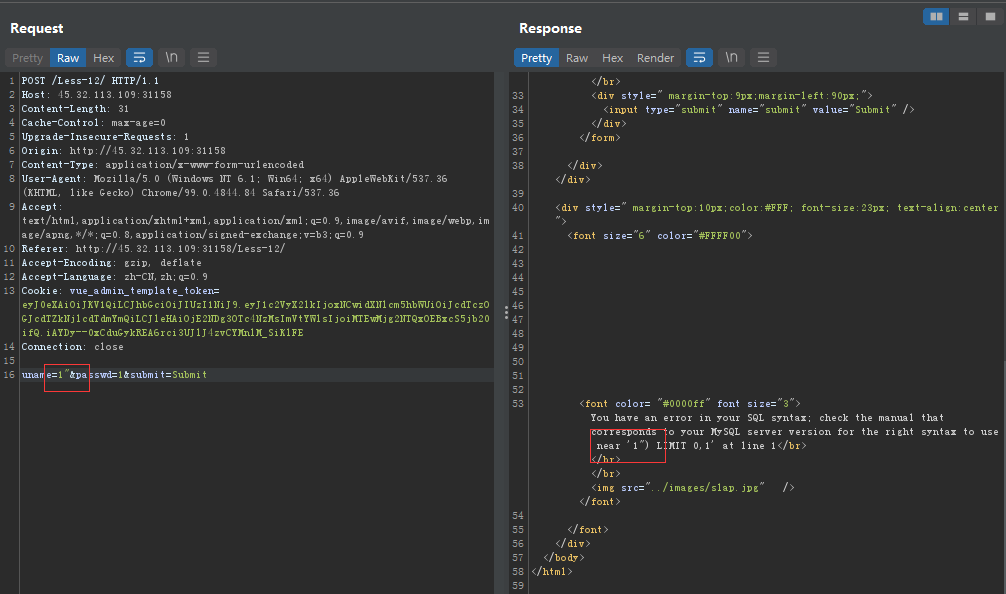 Request
Pretty Raw Hex \n
1 POST /Less-12/ HTTP/1.1
2 Host: 45.32.113.109:31158
3 Content-Length: 31
4 Cache-Control: max-age=0
5 Upgrade-Insecure-Requests: 1
6 Origin: http://45.32.113.109:31158
7 Content-Type: application/x-www-form-urlencoded
8 User-Agent: Mozilla/5.0 (Windows NT 6.1; Win64; x64) AppleWebKit/537.36
(KHTML, like Gecko) Chrome/99.0.4844.84 Safari/537.36
9 Accept:
text/html,application/xhtml+xml,application/xml;q=0.9,image/avif,image/webp,im
age/apng,*/*;q=0.8,application/signed-exchange;v=b3;q=0.9
10 Referer: http://45.32.113.109:31158/Less-12/
11 Accept-Encoding: gzip, deflate
12 Accept-Language: zh-CN,zh;q=0.9
13 Cookie: vue_admin_template_token=
14 Connection: close
15
16 uname=1"&passwd=1&submit=Submit
Response
Pretty Raw Hex Render \n
</br>
33 <div style=" margin-top:9px;margin-left:90px;">
34 <input type="submit" name="submit" value="Submit" />
35 </div>
36 </form>
37
38 </div>
</div>
39
40 <div style=" margin-top:10px;color:#FFF; font-size:23px; text-align:center
">
41 <font size="6" color="#FFFF00">
42
43
44
45
46
47
48
49
50
51
52
53 <font color= "#0000ff" font size="3">
You have an error in your SQL syntax; check the manual that
corresponds to your MySQL server version for the right syntax to use
near '1") LIMIT 0,1' at line 1</br>
</br>
</br>
<img src="../images/slap.jpg" />
</font>
54
55 </font>
56 </div>
57 </body>
58 </html>
59